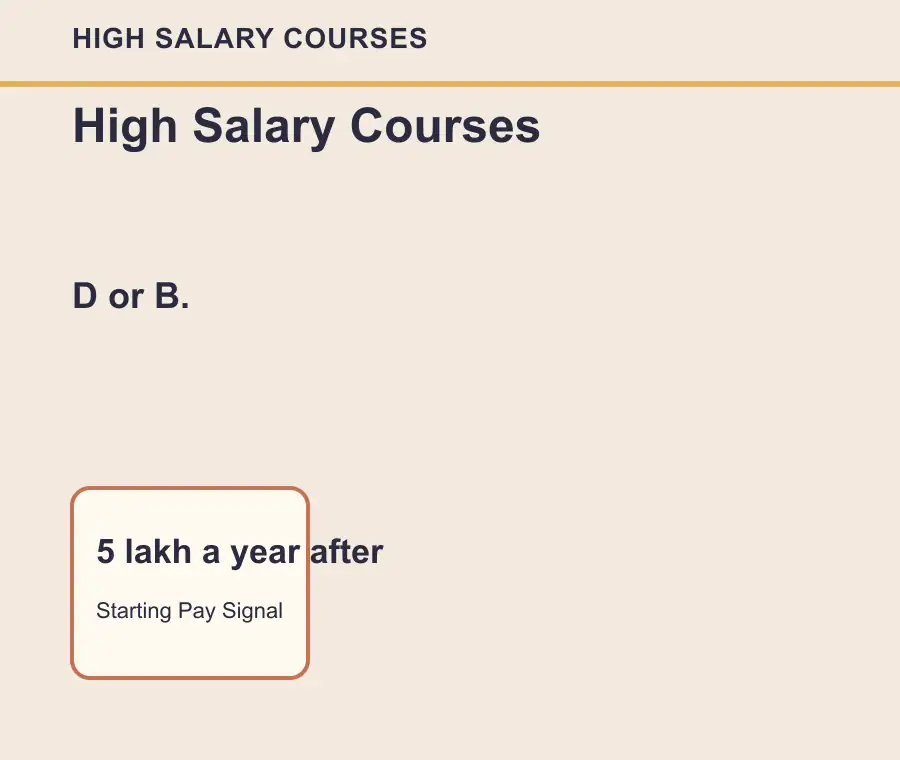 HIGH SALARY COURSES
High Salary Courses
D or B.
5 lakh a year after
Starting Pay Signal